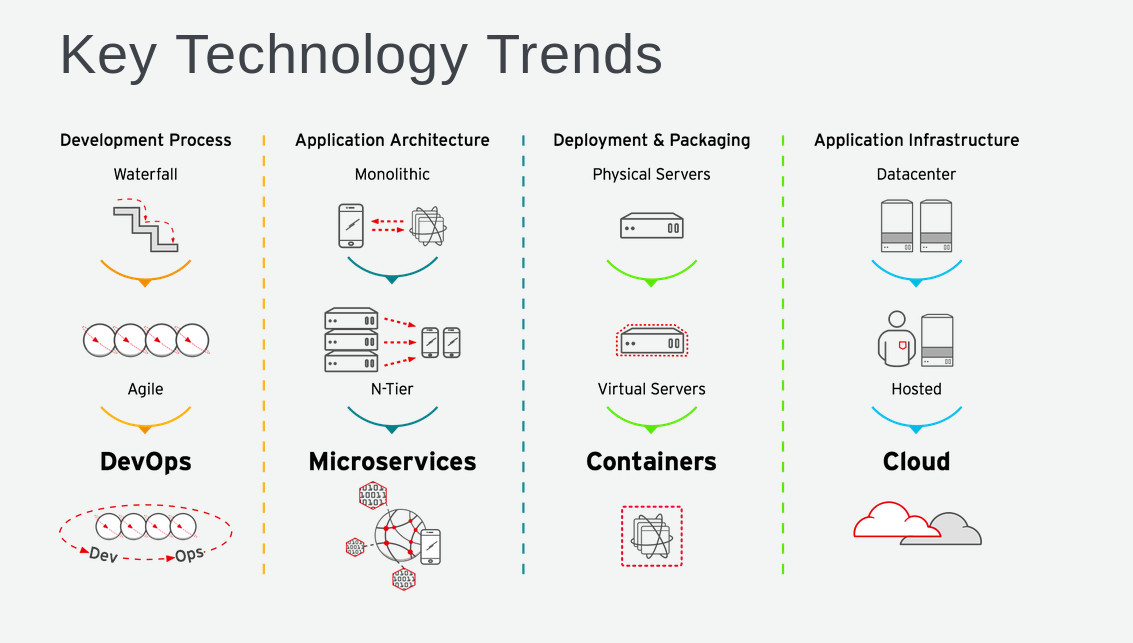 Key Technology Trends
Development Process
Waterfall
Agile
DevOps
Dev
Ops
Application Architecture
Monolithic
N-Tier
Microservices
0101
10011
0101
0101
10011
0101
0101
10011
0101
Deployment & Packaging
Physical Servers
Virtual Servers
Containers
Application Infrastructure
Datacenter
Hosted
Cloud